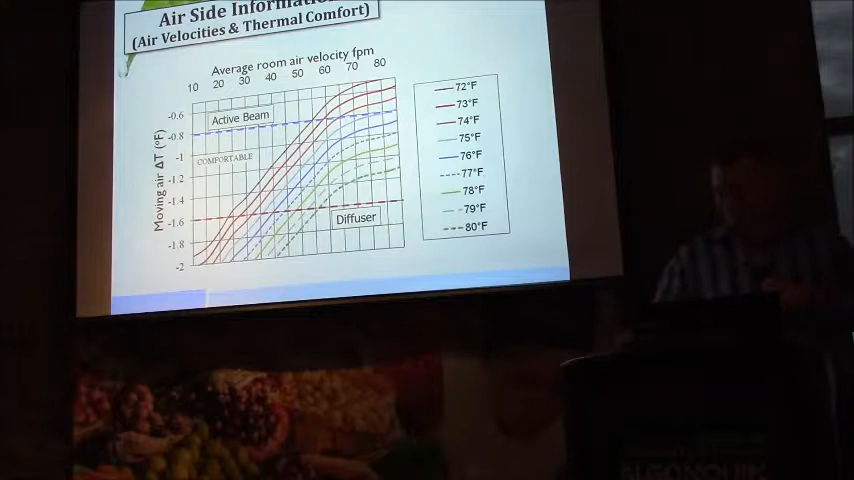 Air Side Information
(Air Velocities & Thermal Comfort)
Average room air velocity fpm
10 20 30 40 50 60 70 80
Moving air ΔT (°F)
-0.6
-0.8
-1
-1.2
-1.4
-1.6
-1.8
-2
Active Beam
COMFORTABLE
Diffuser
72°F
73°F
74°F
75°F
76°F
77°F
78°F
79°F
80°F
ALGONQUIN